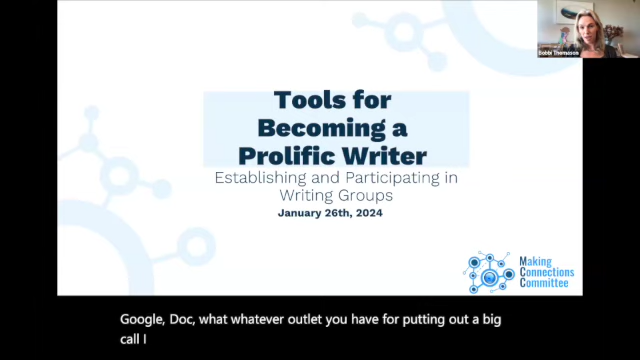 Bobbi Thomason
Tools for
Becoming a
Prolific Writer
Establishing and Participating in
Writing Groups
January 26th, 2024
Making
Connections
Committee
Google, Doc, what whatever outlet you have for putting out a big
call I